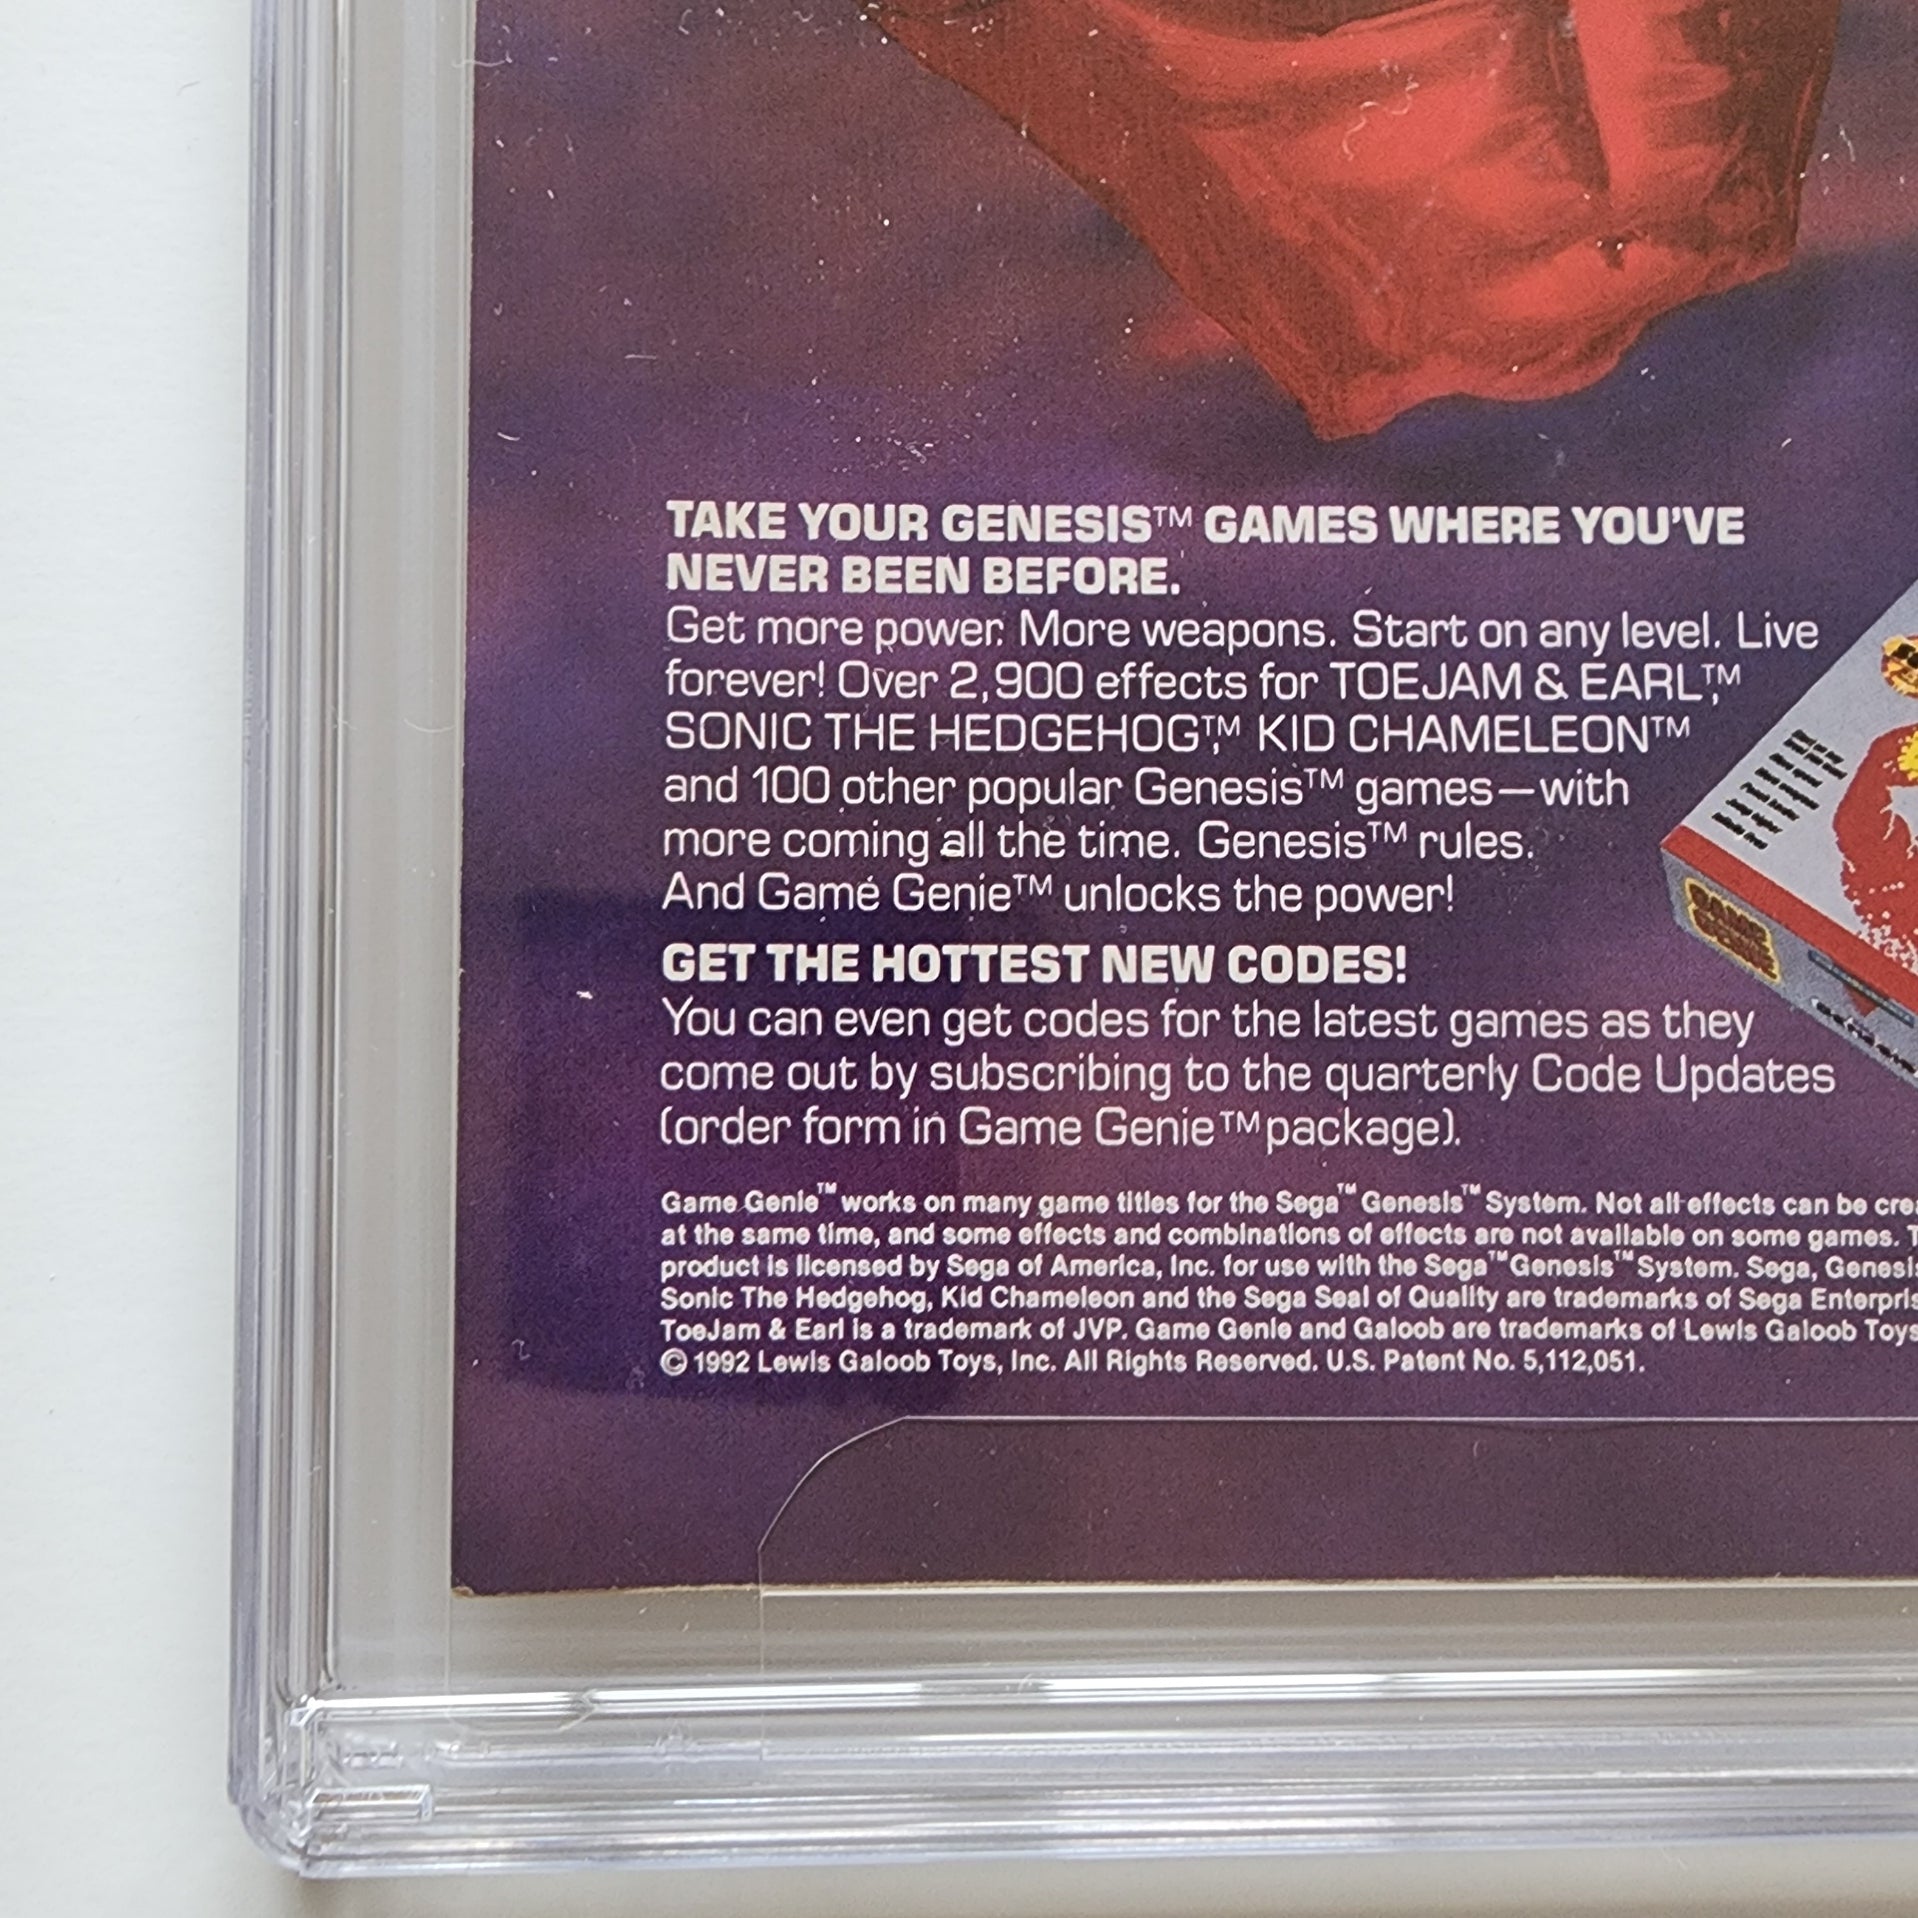 TAKE YOUR GENESIS™ GAMES WHERE YOU'VE
NEVER BEEN BEFORE.
Get more power. More weapons. Start on any level. Live
forever! Over 2,900 effects for TOEJAM & EARL™,
SONIC THE HEDGEHOG™, KID CHAMELEON™
and 100 other popular Genesis™ games—with
more coming all the time. Genesis™ rules.
And Game Genie™ unlocks the power!
GAME
GENIE
GET THE HOTTEST NEW CODES!
You can even get codes for the latest games as they
come out by subscribing to the quarterly Code Updates
(order form in Game Genie™ package).
Game Genie™ works on many game titles for the Sega™ Genesis™ System. Not all effects can be
at the same time, and some effects and combinations of effects are not available on some games.
product is licensed by Sega of America, Inc. for use with the Sega™ Genesis™ System. Sega, Genesis
Sonic The Hedgehog, Kid Chameleon and the Sega Seal of Quality are trademarks of Sega
ToeJam & Earl is a trademark of JVP. Game Genie and Galoob are trademarks of Lewis Galoob Toys
© 1992 Lewis Galoob Toys, Inc. All Rights Reserved. U.S. Patent No. 5,112,051.